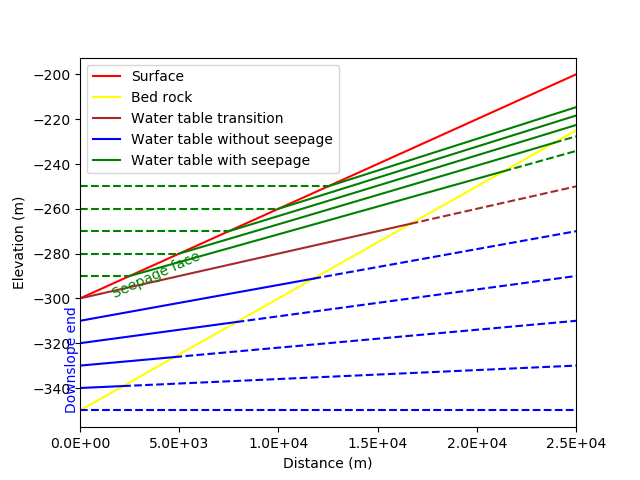 −200
−220
−240
−260
−280
−300
−320
−340
Elevation (m)
Surface
Bed rock
Water table transition
Water table without seepage
Water table with seepage
Seepage face
Downslope end
0.0E+00
5.0E+03
1.0E+04
1.5E+04
2.0E+04
2.5E+04
Distance (m)